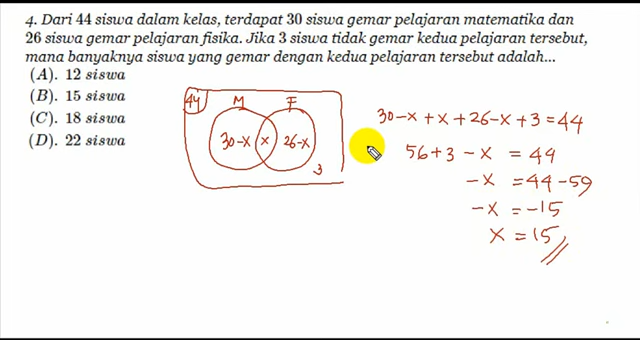 4. Dari 44 siswa dalam kelas, terdapat 30 siswa gemar pelajaran matematika dan
26 siswa gemar pelajaran fisika. Jika 3 siswa tidak gemar kedua pelajaran tersebut,
mana banyaknya siswa yang gemar dengan kedua pelajaran tersebut adalah...
(A). 12 siswa
(B). 15 siswa
(C). 18 siswa
(D). 22 siswa
44 M F
30-x x 26-x
3
30-x + x + 26-x + 3 = 44
56+3 - x = 44
-x = 44-59
-x = -15
x = 15